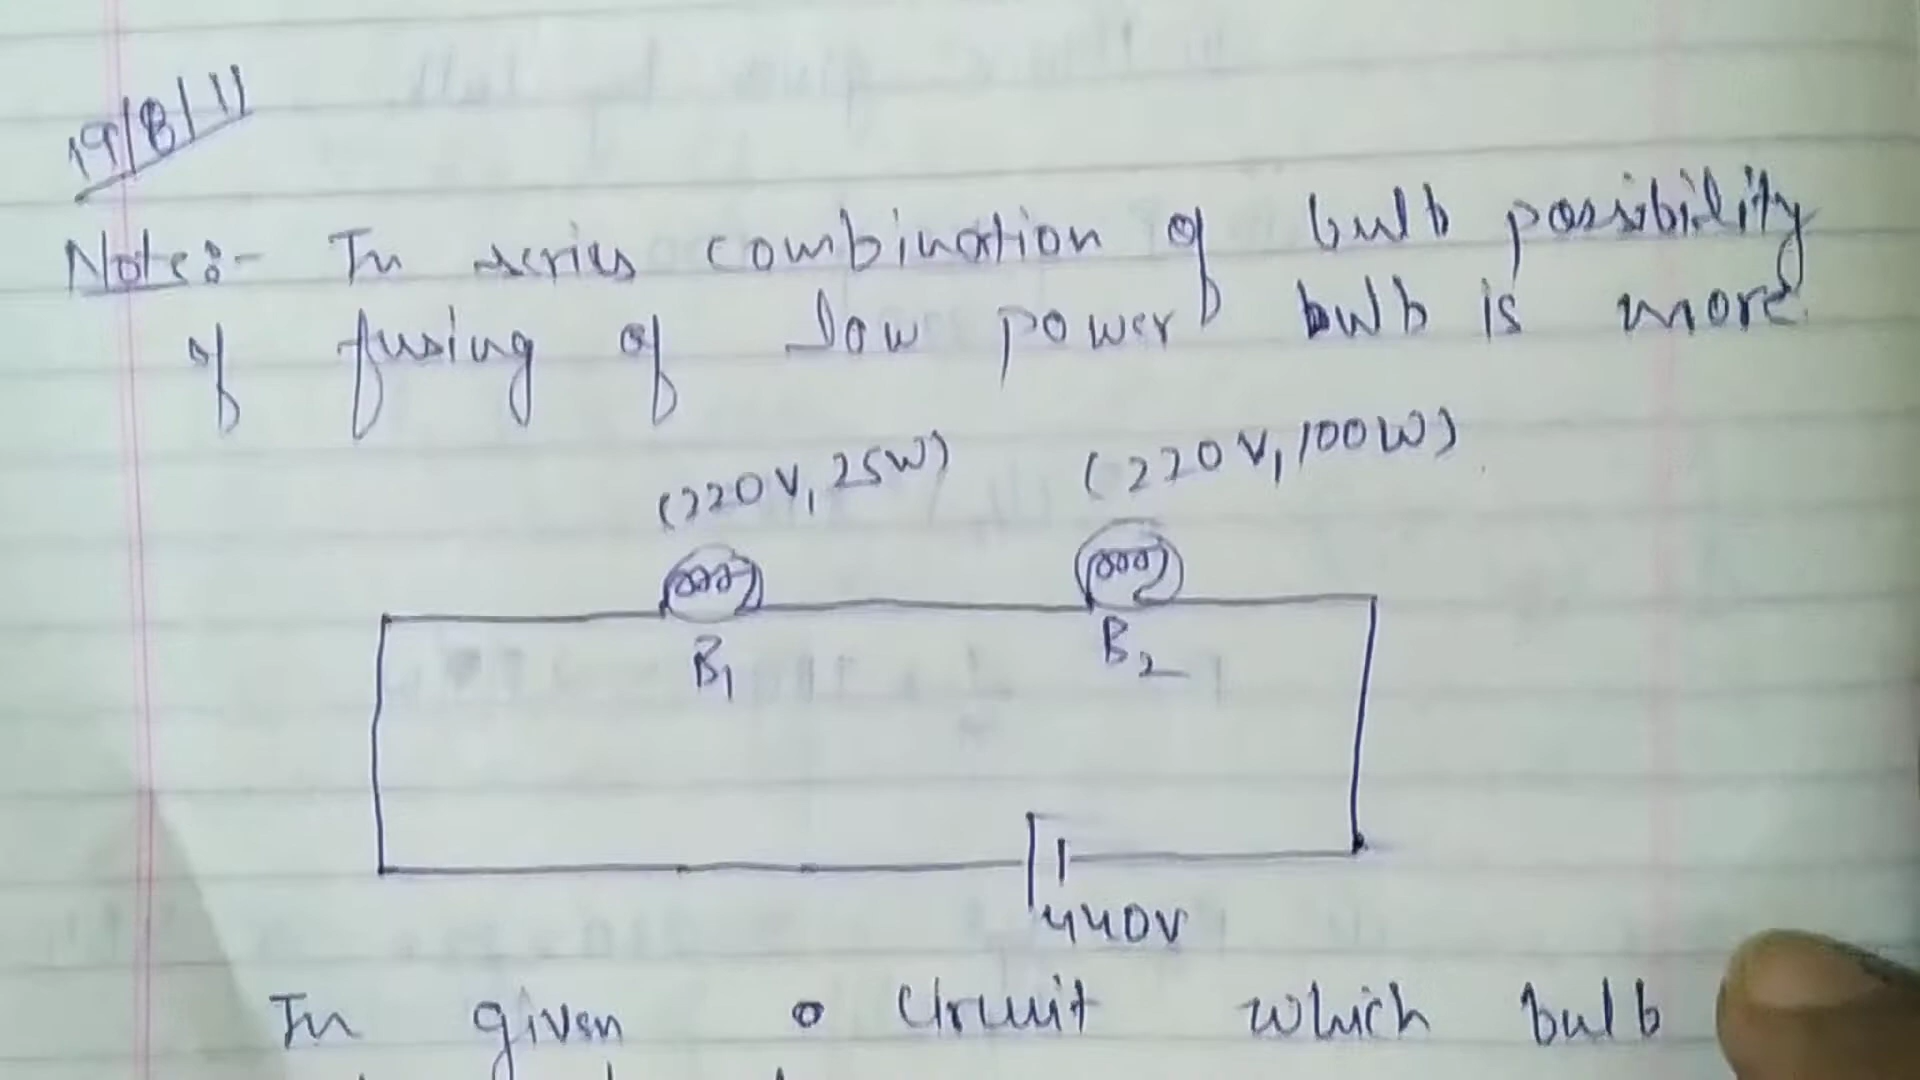 19/8/11
Note:- In series combination of bulb possibility
of fusing of low power bulb is more.
(220V, 25W) (220V, 100W)
B1 B2
440V
In given circuit which bulb